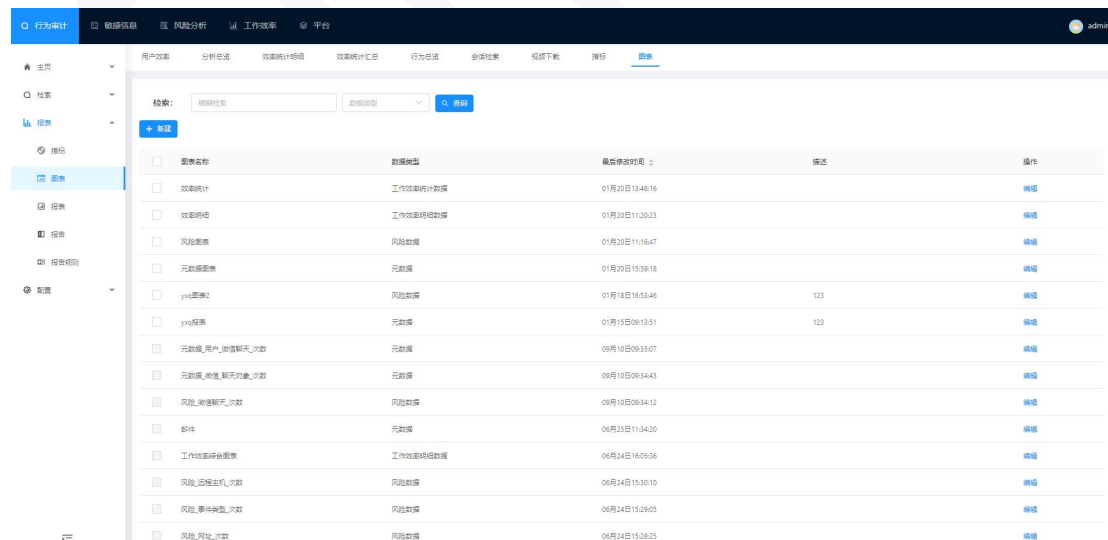 行为审计 敏感信息 风险分析 工作效率 平台 admin
用户效率 分析总览 效率统计明细 效率统计汇总 行为总览 会话检索 视频下载 指标 图表
主页
检索
报表
指标
图表
报表
报告
报告规则
配置
检索: 模糊检索 数据类型 查询
+ 新建
图表名称 数据类型 最后修改时间 描述 操作
效率统计 工作效率统计数据 01月20日13:46:16 编辑
效率明细 工作效率明细数据 01月20日11:20:23 编辑
风险图表 风险数据 01月20日11:16:47 编辑
元数据图表 元数据 01月20日15:59:18 编辑
yxq图表2 风险数据 01月18日16:53:46 123 编辑
yxq报表 元数据 01月15日09:13:51 123 编辑
元数据_用户_微信聊天_次数 元数据 09月10日09:35:07 编辑
元数据_微信_聊天对象_次数 元数据 09月10日09:34:43 编辑
风险_微信聊天_次数 风险数据 09月10日09:34:12 编辑
邮件 元数据 06月25日11:34:20 编辑
工作效率综合图表 工作效率明细数据 06月24日16:05:36 编辑
风险_远程主机_次数 风险数据 06月24日15:30:10 编辑
风险_事件类型_次数 风险数据 06月24日15:29:05 编辑
风险_网址_次数 风险数据 06月24日15:28:25 编辑